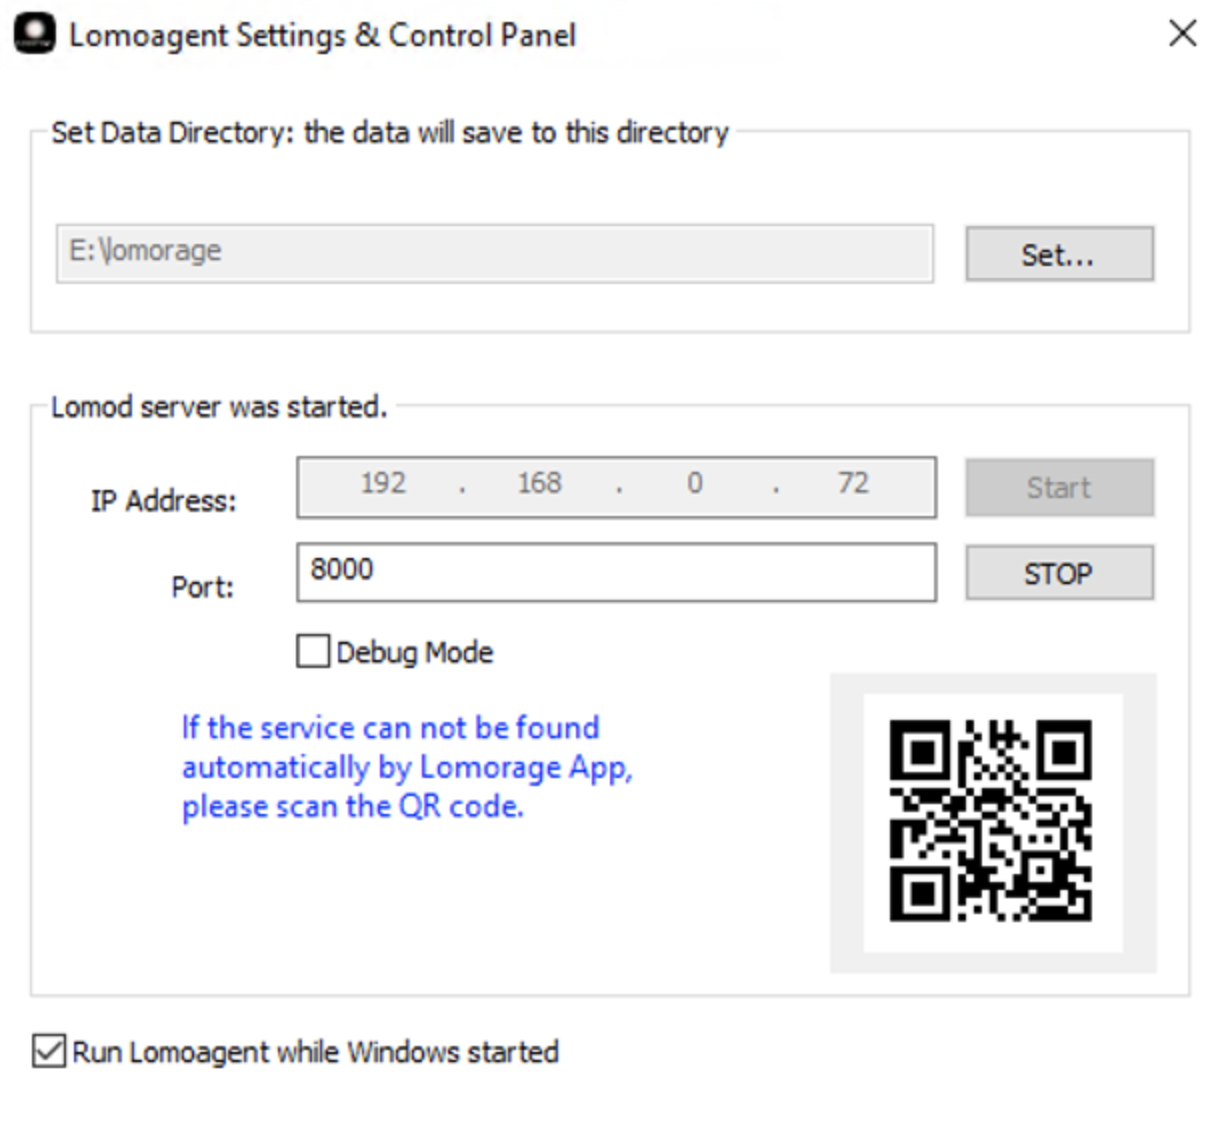 Lomoagent Settings & Control Panel
Set Data Directory: the data will save to this directory
E:\lomorage
Set...
Lomod server was started.
IP Address:
192 . 168 . 0 . 72
Start
Port:
8000
STOP
Debug Mode
If the service can not be found
automatically by Lomorage App,
please scan the QR code.
Run Lomoagent while Windows started